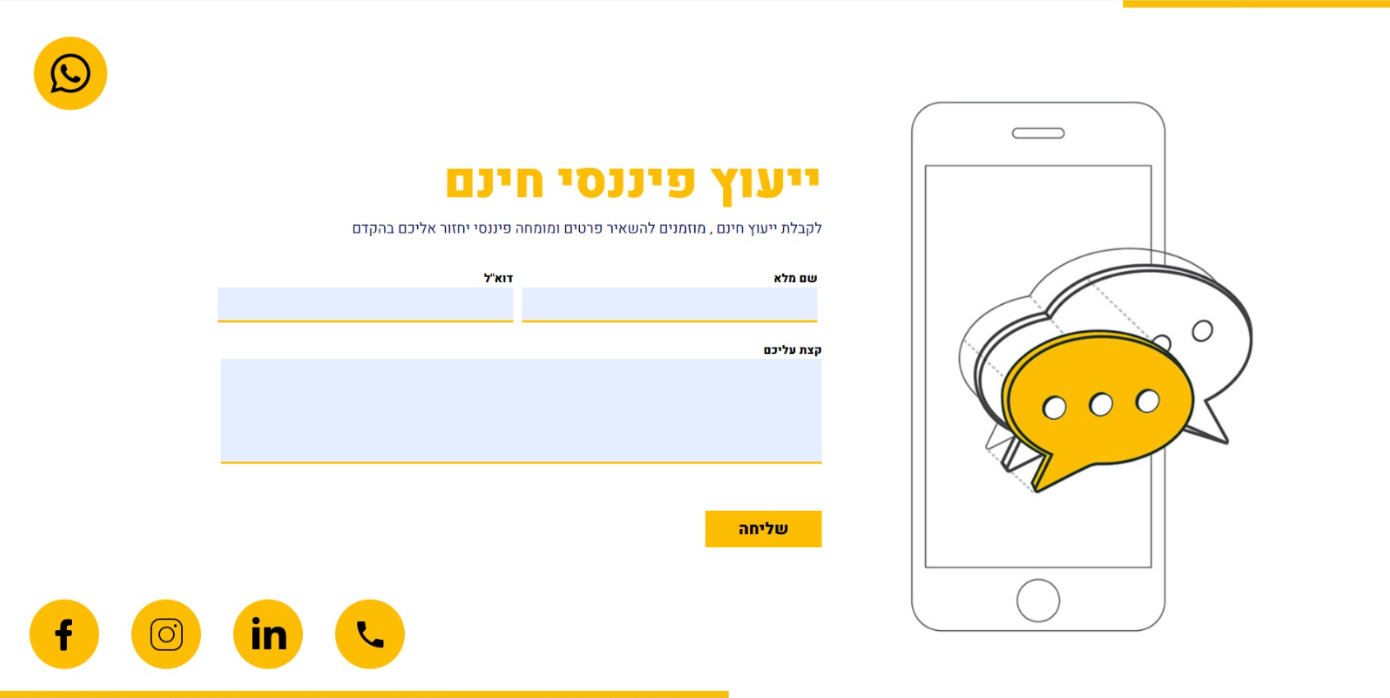 ייעוץ פיננסי חינם
לקבלת ייעוץ חינם , מוזמנים להשאיר פרטים ומומחה פיננסי יחזור אליכם בהקדם
שם מלא
דוא"ל
קצת עליכם
שליחה
in